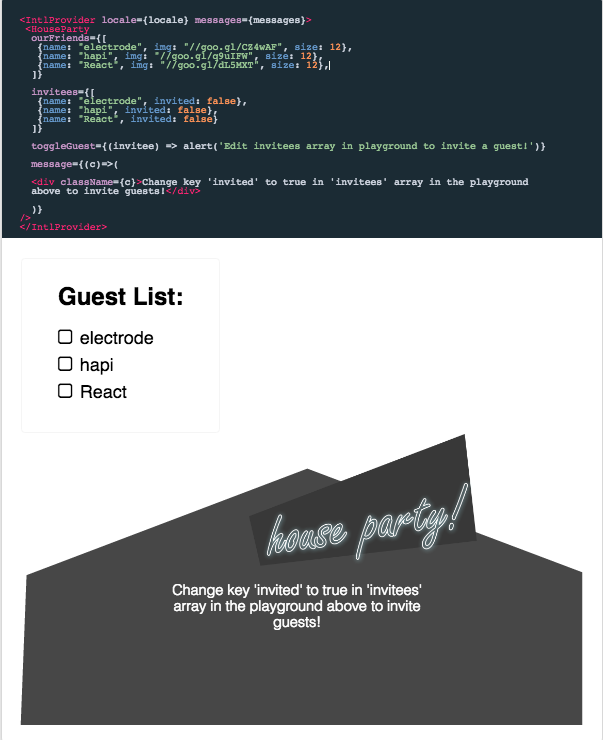 <IntlProvider locale={locale} messages={messages}>
<HouseParty
ourFriends={[
{name: "electrode", img: "//goo.gl/CZ4wAF", size: 12},
{name: "hapi", img: "//goo.gl/q9uIFW", size: 12},
{name: "React", img: "//goo.gl/dL5MXT", size: 12},
]}
invitees={[
{name: "electrode", invited: false},
{name: "hapi", invited: false},
{name: "React", invited: false}
]}
toggleGuest={(invitee) => alert('Edit invitees array in playground to invite a guest!')}
message={(c)=>(
<div className={c}>Change key 'invited' to true in 'invitees' array in the playground
above to invite guests!</div>
)}
/>
</IntlProvider>
Guest List:
electrode
hapi
React
house party!
Change key 'invited' to true in 'invitees'
array in the playground above to invite
guests!